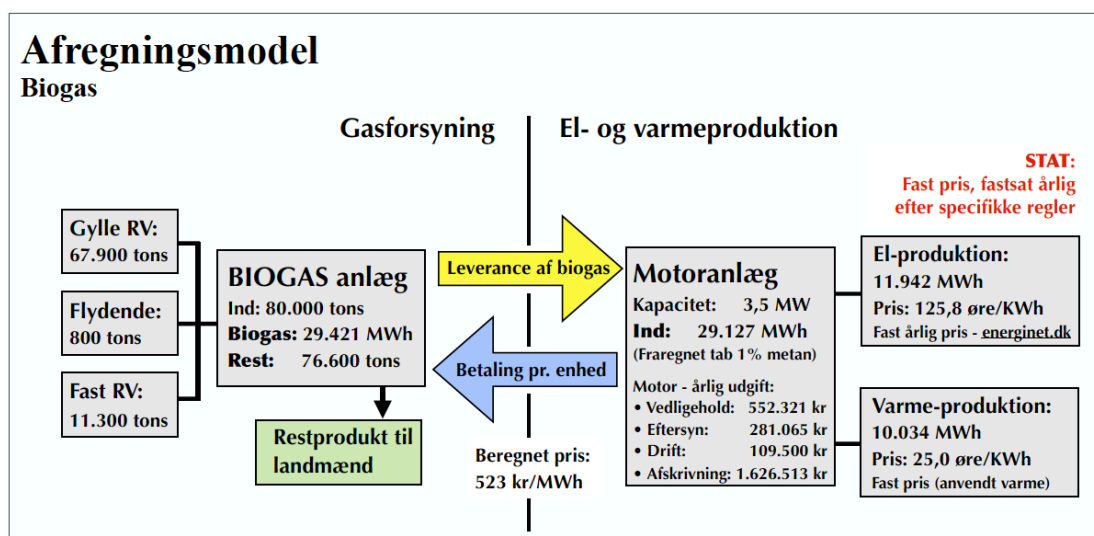 Afregningsmodel
Biogas
Gasforsyning
El- og varmeproduktion
STAT:
Fast pris, fastsat årlig
efter specifikke regler
Gylle RV:
67.900 tons
Flydende:
800 tons
Fast RV:
11.300 tons
BIOGAS anlæg
Ind: 80.000 tons
Biogas: 29.421 MWh
Rest: 76.600 tons
Restprodukt til
landmænd
Leverance af biogas
Betaling pr. enhed
Beregnet pris:
523 kr/MWh
Motoranlæg
Kapacitet: 3,5 MW
Ind: 29.127 MWh
(Fraregnet tab 1% metan)
Motor - årlig udgift:
• Vedligehold: 552.321 kr
• Eftersyn: 281.065 kr
• Drift: 109.500 kr
• Afskrivning: 1.626.513 kr
El-produktion:
11.942 MWh
Pris: 125,8 øre/KWh
Fast årlig pris - energinet.dk
Varme-produktion:
10.034 MWh
Pris: 25,0 øre/KWh
Fast pris (anvendt varme)